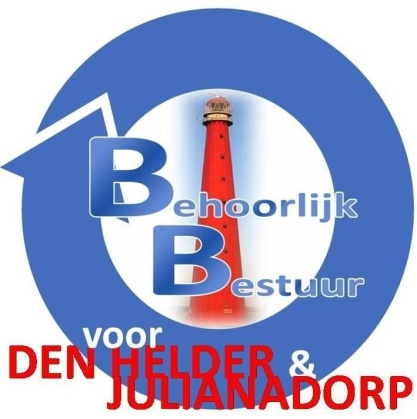 Behoorlijk
Bestuur
voor
DEN HELDER &
JULIANADORP